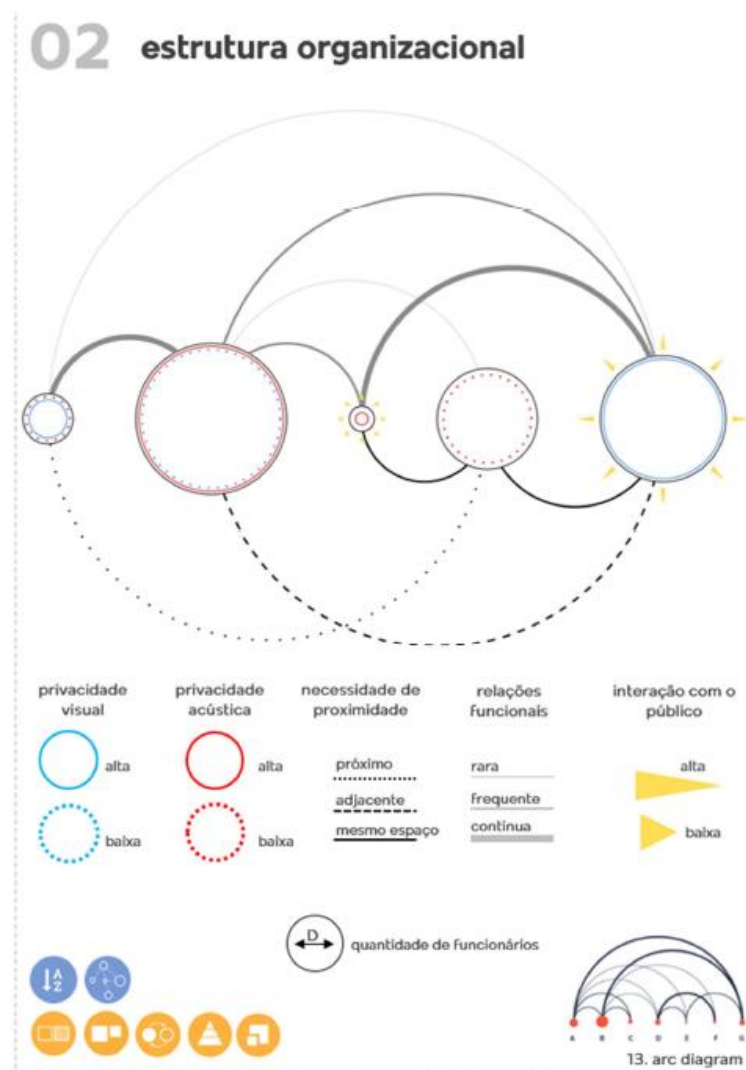 02 estrutura organizacional
privacidade
visual
privacidade
acústica
necessidade de
proximidade
relações
funcionais
interação com o
público
alta
baixa
alta
baixa
próximo
adjacente
mesmo espaço
rara
frequente
contínua
alta
baixa
D
quantidade de funcionários
A
Z
A B C D E F G
13. arc diagram